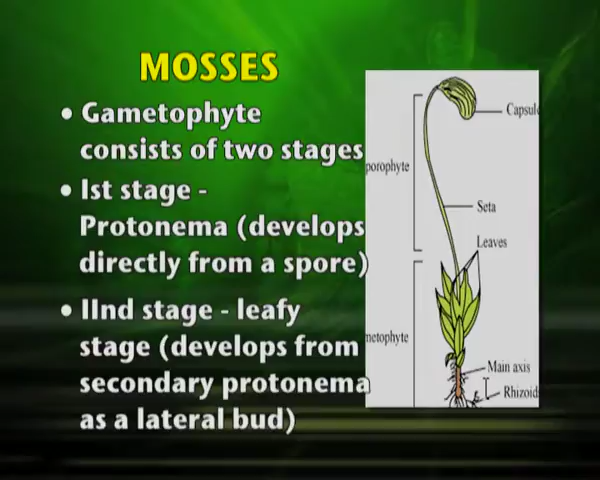 MOSSES
• Gametophyte
consists of two stages
• Ist stage -
Protonema (develops
directly from a spore)
• IInd stage - leafy
stage (develops from
secondary protonema
as a lateral bud)
Capsul
porophyte
Seta
Leaves
metophyte
Main axis
Rhizoid